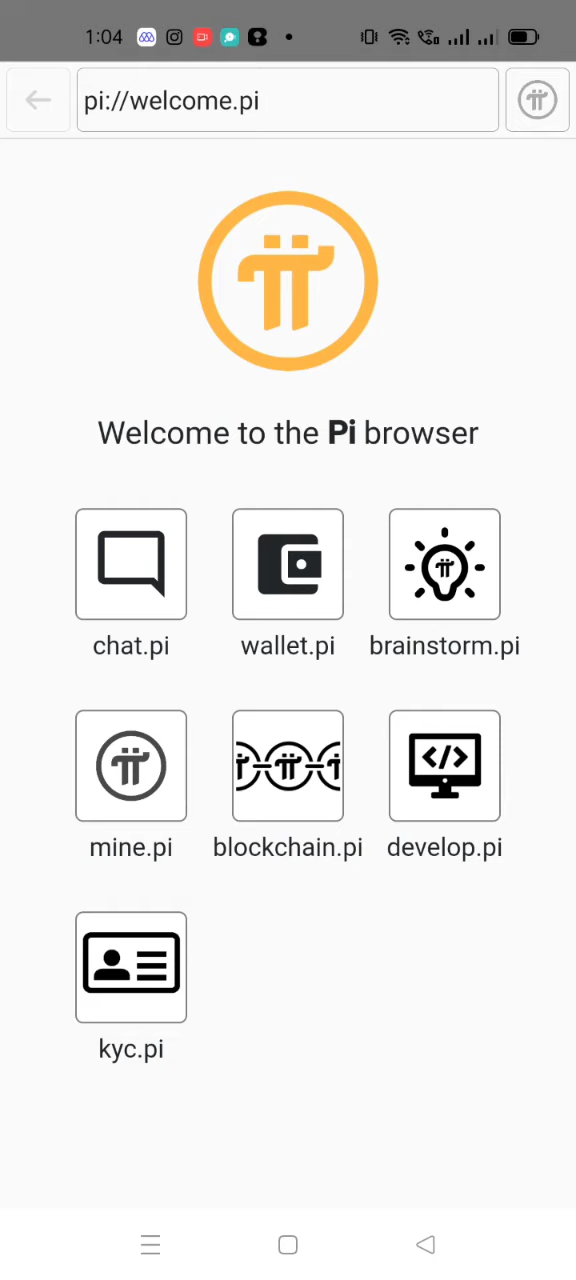 1:04
pi://welcome.pi
Welcome to the Pi browser
chat.pi
wallet.pi
brainstorm.pi
mine.pi
blockchain.pi
develop.pi
kyc.pi